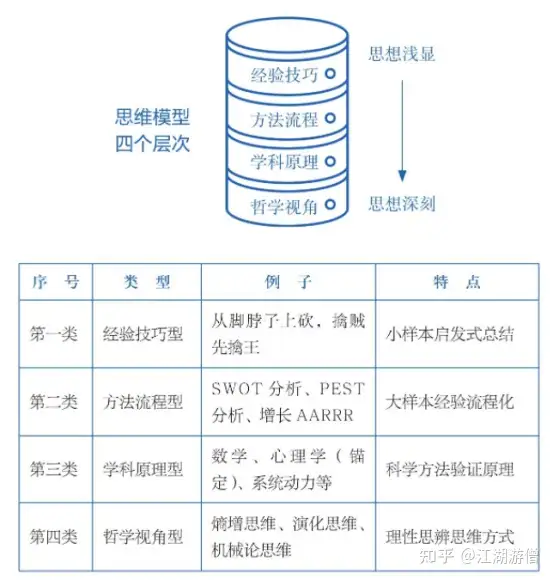 思维模型
四个层次
经验技巧
方法流程
学科原理
哲学视角
思想浅显
思想深刻
序 号 类 型 例 子 特 点
第一类 经验技巧型 从脚脖子上砍，擒贼
先擒王 小样本启发式总结
第二类 方法流程型 SWOT 分析、PEST
分析、增长 AARRR 大样本经验流程化
第三类 学科原理型 数学、心理学（锚
定）、系统动力等 科学方法验证原理
第四类 哲学视角型 熵增思维、演化思维、
机械论思维 理性思辨思维方式
知乎 @江湖游僧